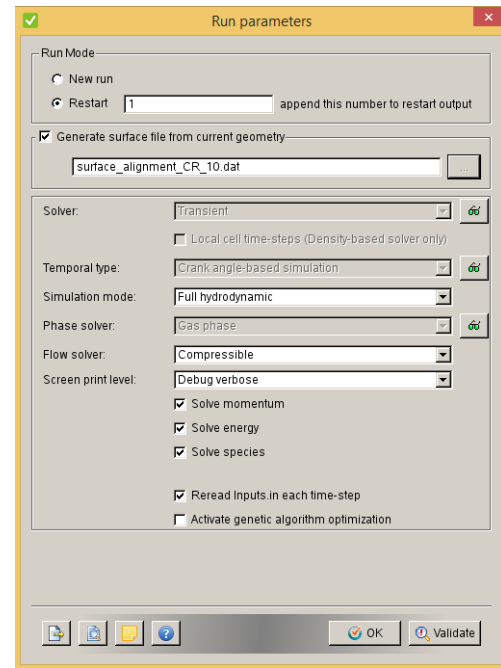 Run parameters
Run Mode
New run
Restart 1 append this number to restart output
Generate surface file from current geometry
surface_alignment_CR_10.dat ...
Solver: Transient
Local cell time-steps (Density-based solver only)
Temporal type: Crank angle-based simulation
Simulation mode: Full hydrodynamic
Phase solver: Gas phase
Flow solver: Compressible
Screen print level: Debug verbose
Solve momentum
Solve energy
Solve species
Reread Inputs.in each time-step
Activate genetic algorithm optimization
OK Validate